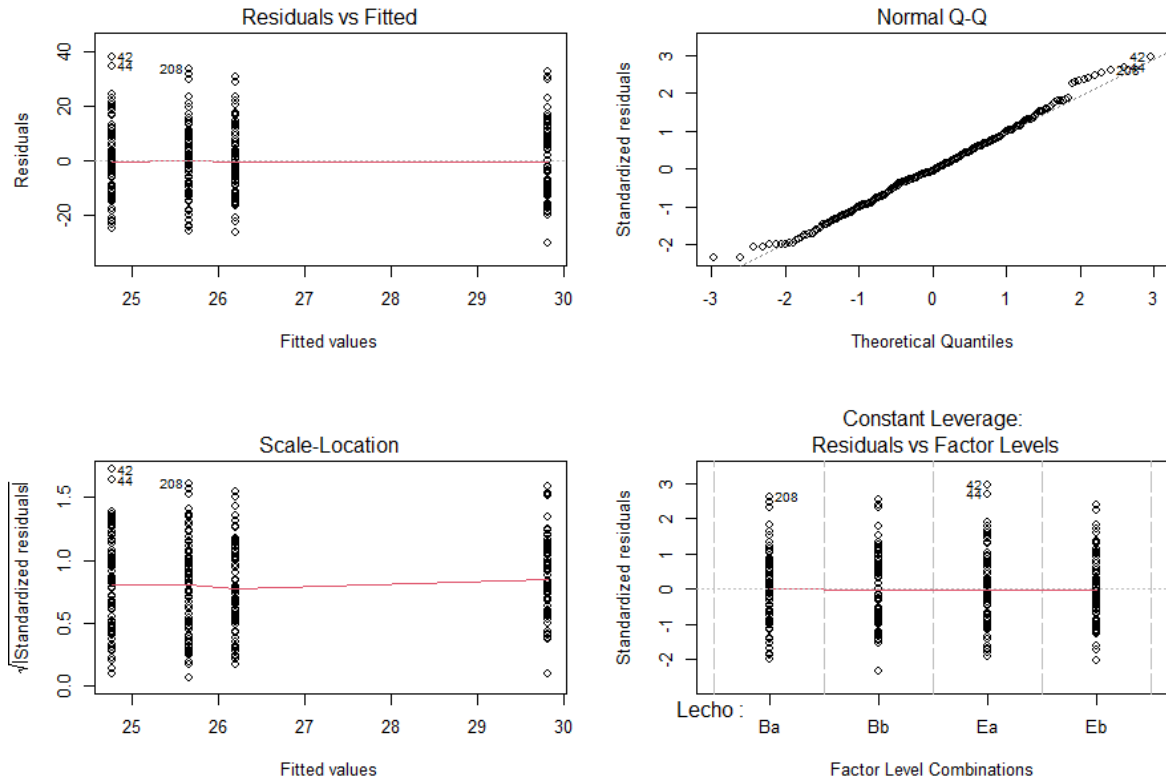 Residuals vs Fitted
Residuals
40
20
0
-20
42
44
208
25 26 27 28 29 30
Fitted values
Normal Q-Q
Standardized residuals
3
2
1
0
-1
-2
42
44
208
-3 -2 -1 0 1 2 3
Theoretical Quantiles
Scale-Location
√|Standardized residuals|
1.5
1.0
0.5
0.0
42
44
208
25 26 27 28 29 30
Fitted values
Constant Leverage:
Residuals vs Factor Levels
Standardized residuals
3
2
1
0
-1
-2
208
42
44
Lecho :
Ba Bb Ea Eb
Factor Level Combinations